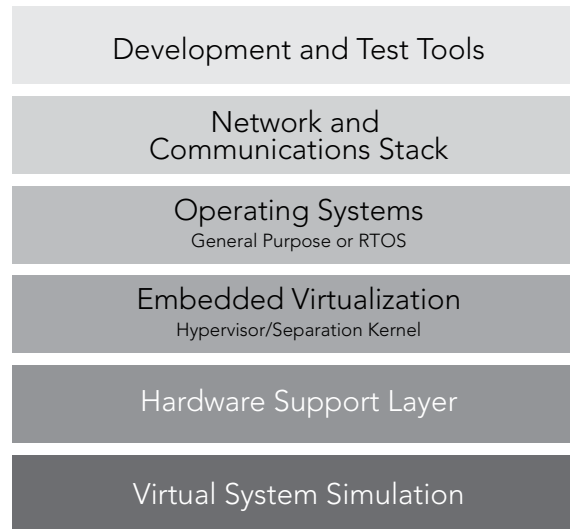 Development and Test Tools
Network and
Communications Stack
Operating Systems
General Purpose or RTOS
Embedded Virtualization
Hypervisor/Separation Kernel
Hardware Support Layer
Virtual System Simulation